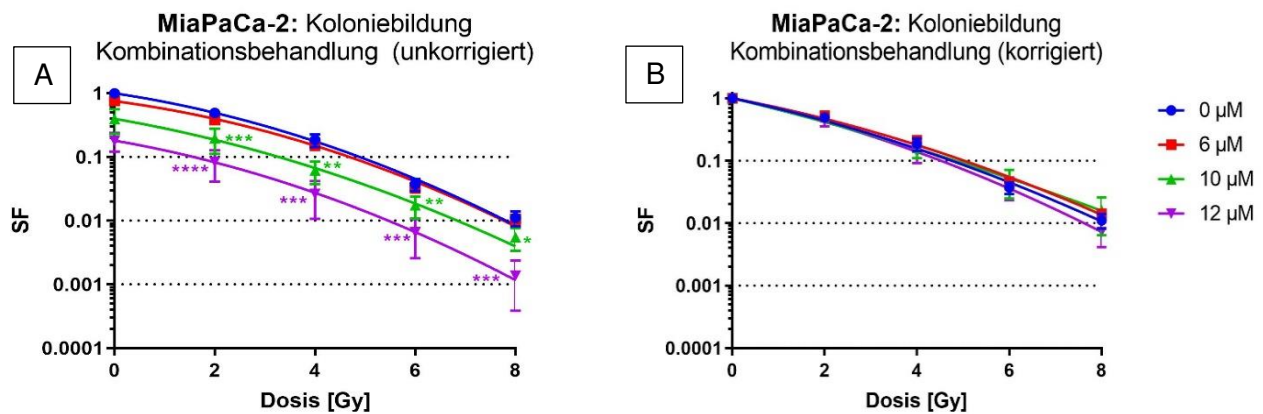 MiaPaCa-2: Koloniebildung
Kombinationsbehandlung (unkorrigiert)
A
1
0.1
0.01
0.001
0.0001
SF
***
**
**
*
****
***
***
***
0
2
4
6
8
Dosis [Gy]
MiaPaCa-2: Koloniebildung
Kombinationsbehandlung (korrigiert)
B
1
0.1
0.01
0.001
0.0001
SF
0
2
4
6
8
Dosis [Gy]
0 µM
6 µM
10 µM
12 µM